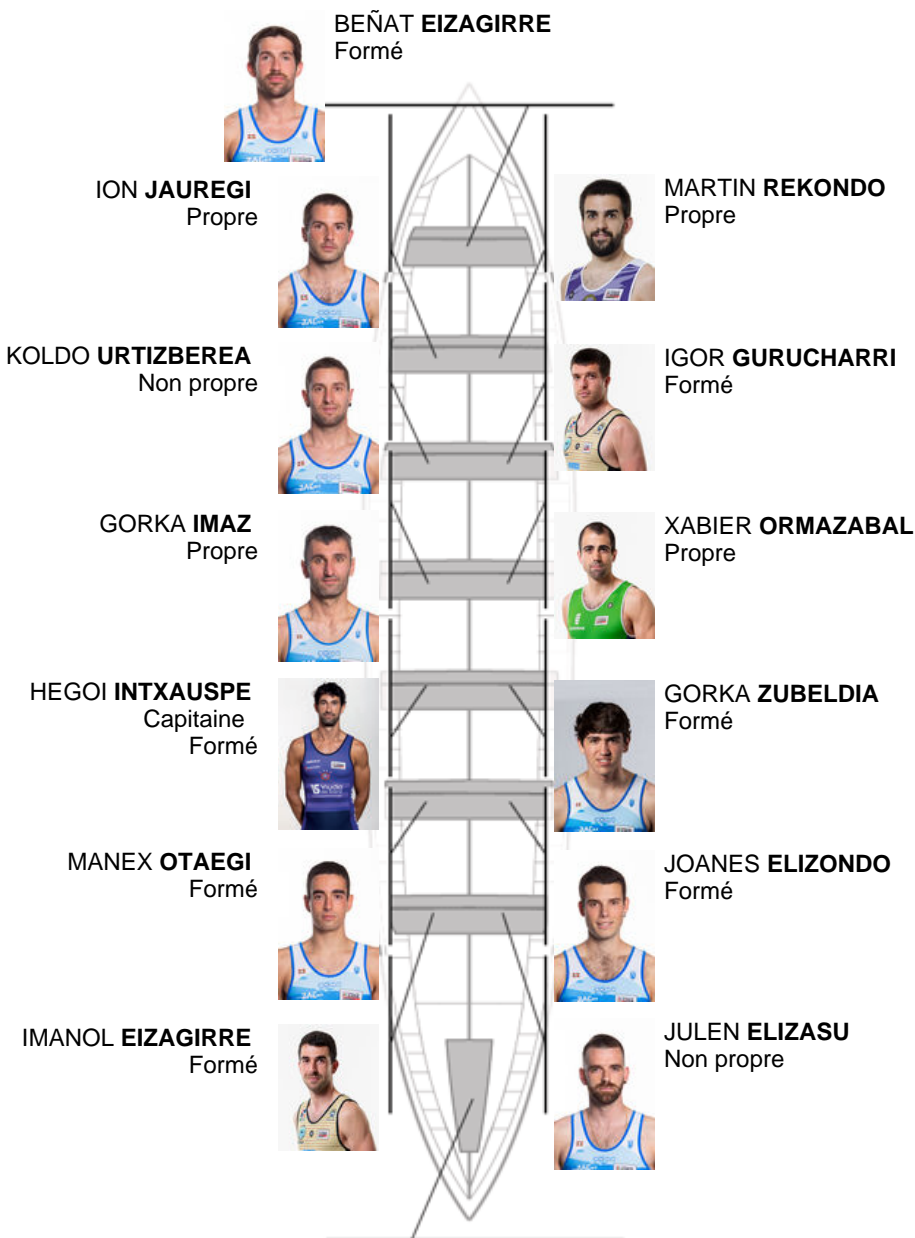 BEÑAT EIZAGIRRE
Formé
ION JAUREGI
Propre
MARTIN REKONDO
Propre
KOLDO URTIZBEREA
Non propre
IGOR GURUCHARRI
Formé
GORKA IMAZ
Propre
XABIER ORMAZABAL
Propre
HEGOI INTXAUSPE
Capitaine
Formé
GORKA ZUBELDIA
Formé
MANEX OTAEGI
Formé
JOANES ELIZONDO
Formé
IMANOL EIZAGIRRE
Formé
JULEN ELIZASU
Non propre